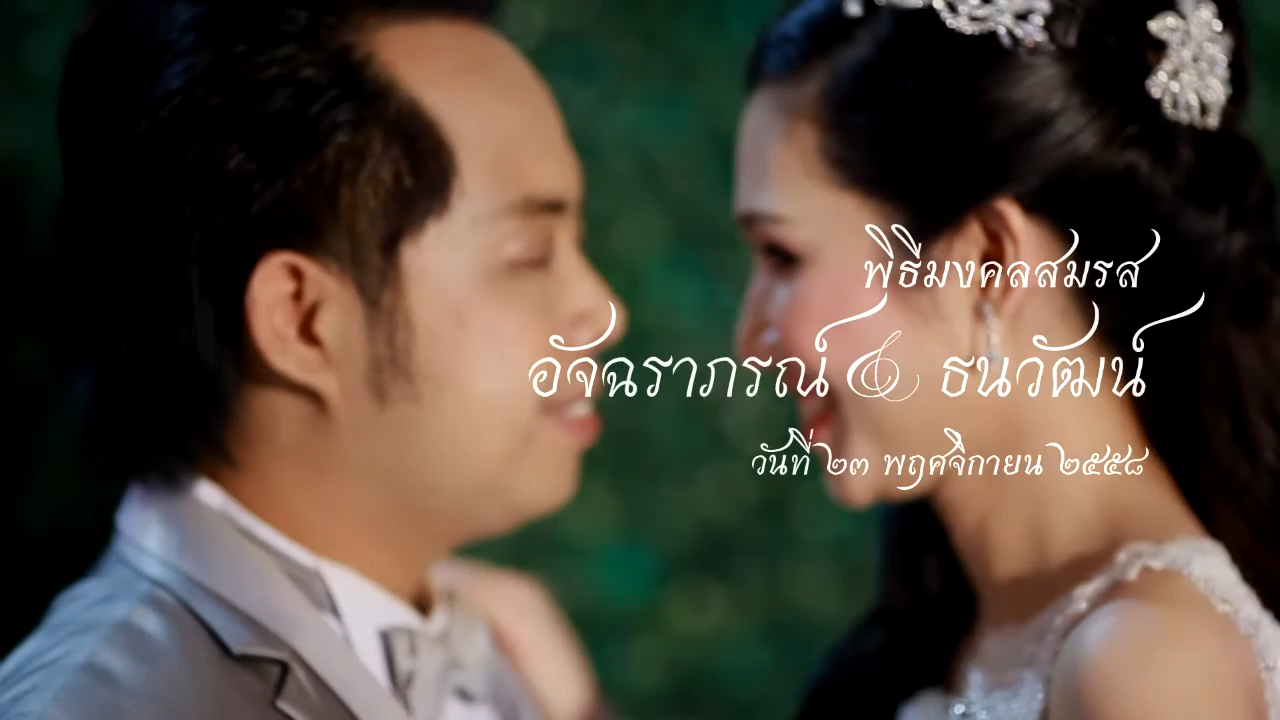 พิธีมงคลสมรส
อัจฉราภรณ์ & ธนวัฒน์
วันที่ ๒๓ พฤศจิกายน ๒๕๕๘